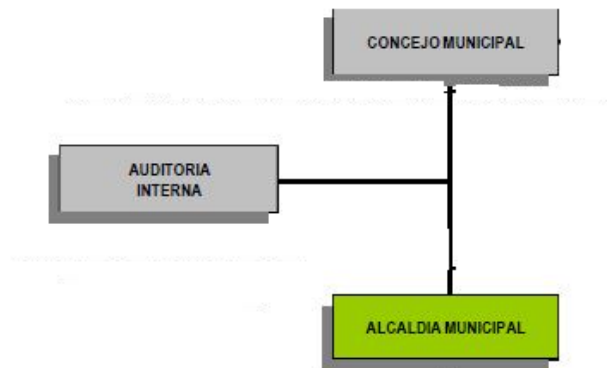 CONCEJO MUNICIPAL
AUDITORIA
INTERNA
ALCALDIA MUNICIPAL